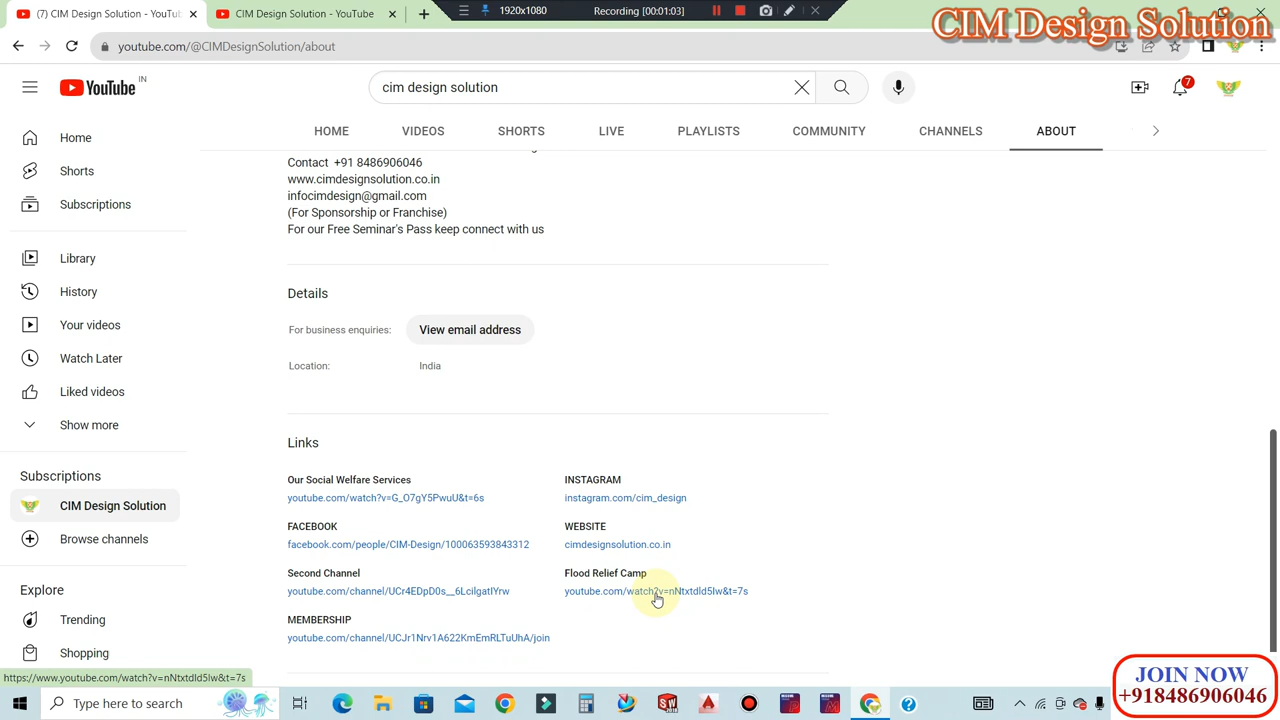 (7) CIM Design Solution - YouTube
CIM Design Solution - YouTube
1920x1080
Recording [00:01:03]
CIM Design Solution
youtube.com/@CIMDesignSolution/about
YouTube IN
cim design solution
7
HOME VIDEOS SHORTS LIVE PLAYLISTS COMMUNITY CHANNELS ABOUT
Home
Shorts
Subscriptions
Library
History
Your videos
Watch Later
Liked videos
Show more
Subscriptions
CIM Design Solution
Browse channels
Explore
Trending
Shopping
Contact +91 8486906046
www.cimdesignsolution.co.in
infocimdesign@gmail.com
(For Sponsorship or Franchise)
For our Free Seminar's Pass keep connect with us
Details
For business enquiries: View email address
Location: India
Links
Our Social Welfare Services
youtube.com/watch?v=G_O7gY5PwuU&t=6s
INSTAGRAM
instagram.com/cim_design
FACEBOOK
facebook.com/people/CIM-Design/100063593843312
WEBSITE
cimdesignsolution.co.in
Second Channel
youtube.com/channel/UCr4EDpD0s__6LcilgatIYrw
Flood Relief Camp
youtube.com/watch?v=nNtxtdld5Iw&t=7s
MEMBERSHIP
youtube.com/channel/UCJr1Nrv1A622KmEmRLTuUhA/join
https://www.youtube.com/watch?v=nNtxtdld5Iw&t=7s
Type here to search
JOIN NOW
+918486906046